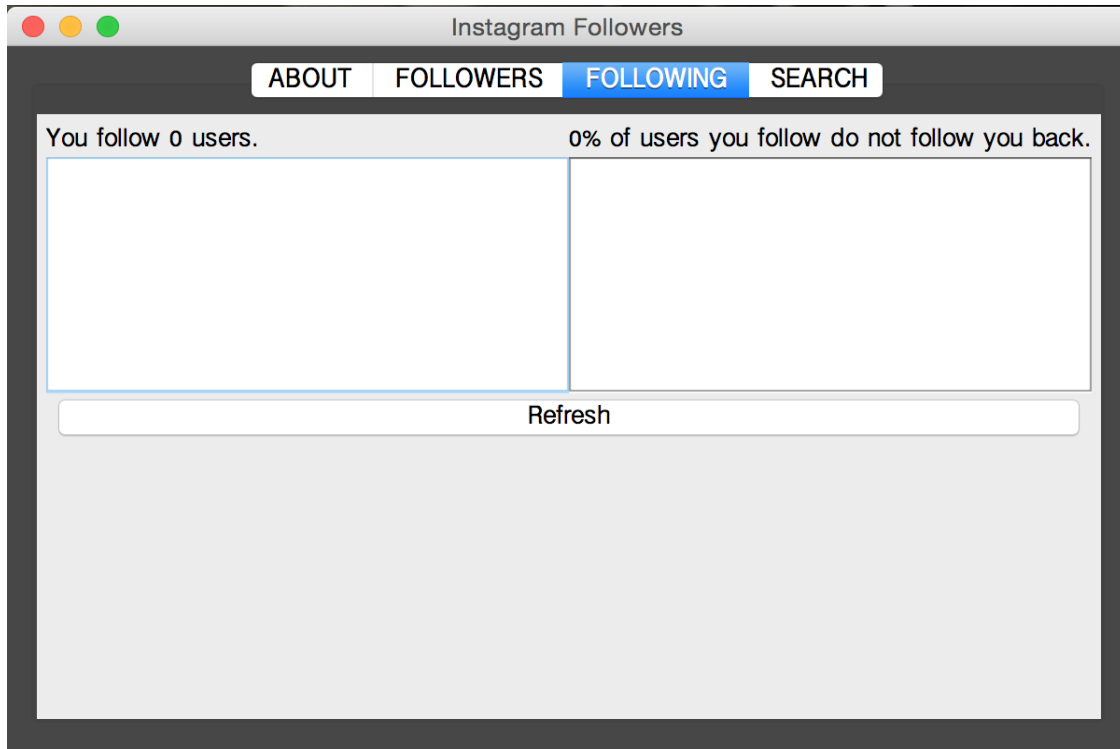 Instagram Followers
ABOUT FOLLOWERS FOLLOWING SEARCH
You follow 0 users. 0% of users you follow do not follow you back.
Refresh